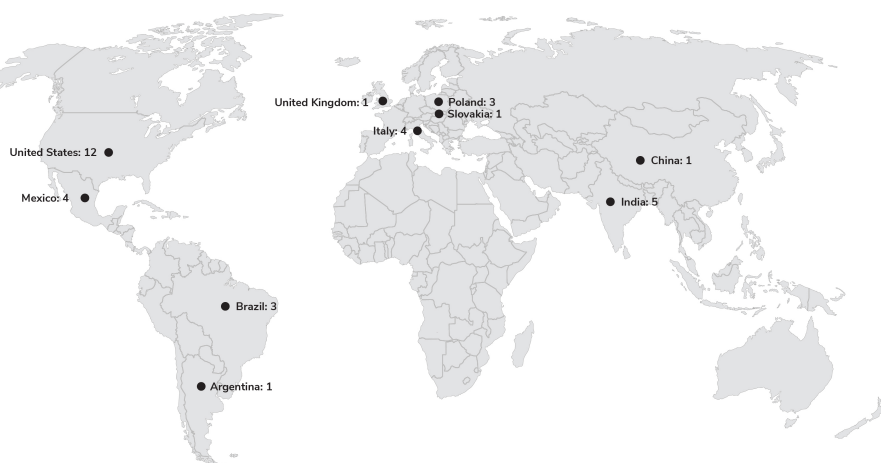 United Kingdom: 1
Poland: 3
Slovakia: 1
Italy: 4
United States: 12
China: 1
Mexico: 4
India: 5
Brazil: 3
Argentina: 1